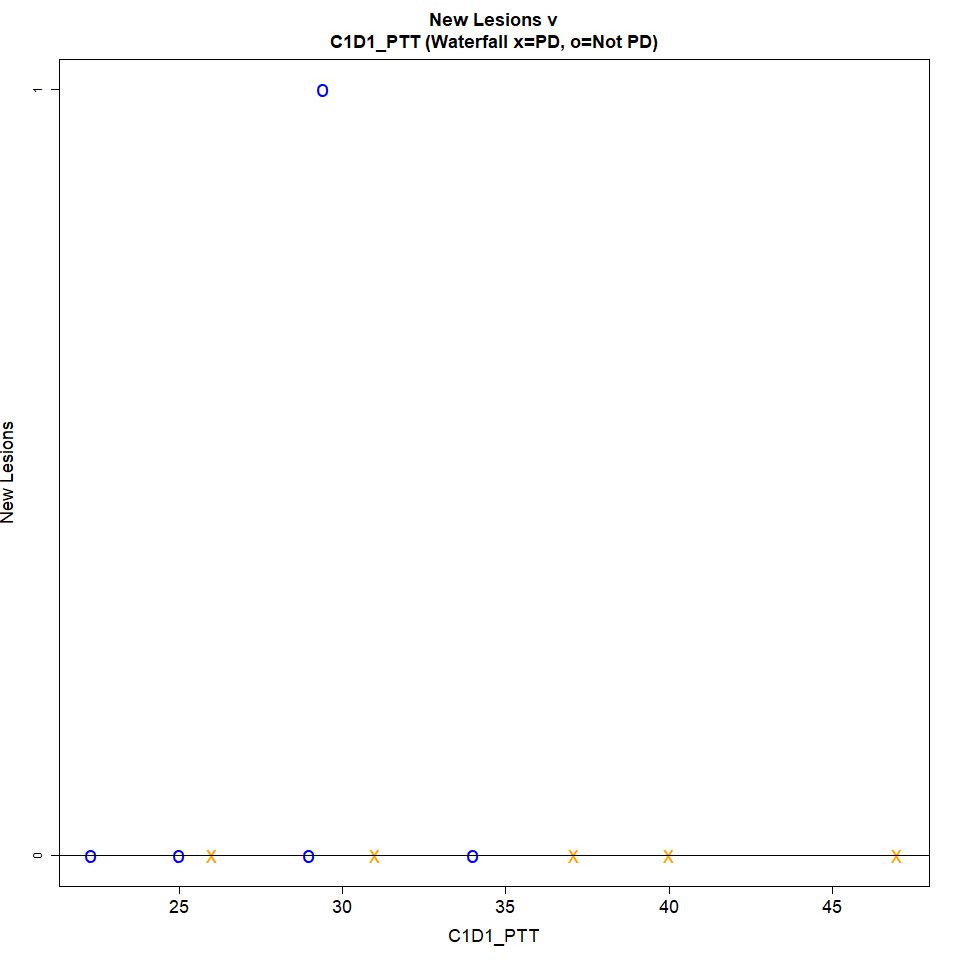 New Lesions v
C1D1_PTT (Waterfall x=PD, o=Not PD)
1
o
New Lesions
0
o o x o x o x x x
25 30 35 40 45
C1D1_PTT